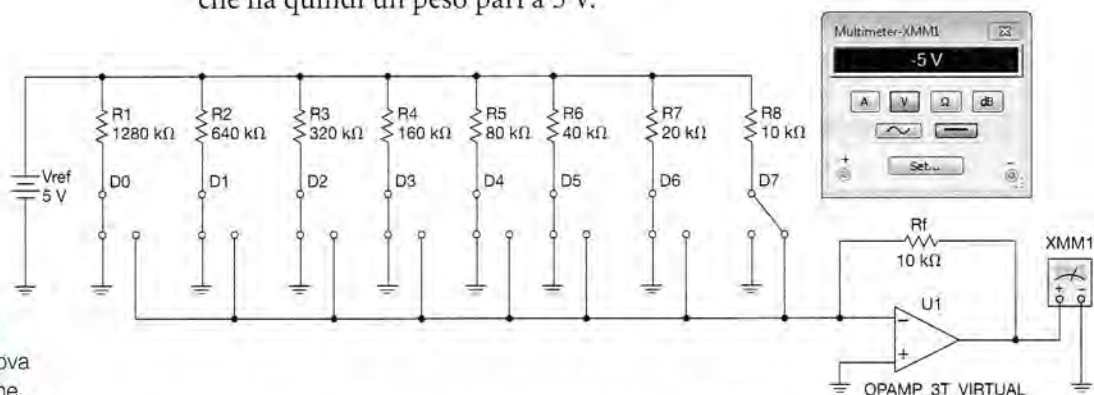 che ha quindi un peso pari a 5 V.
Multimeter-XMM1
-5 V
A V Ω dB
+ Set... -
R1 R2 R3 R4 R5 R6 R7 R8
1280 kΩ 640 kΩ 320 kΩ 160 kΩ 80 kΩ 40 kΩ 20 kΩ 10 kΩ
Vref
5 V
D0 D1 D2 D3 D4 D5 D6 D7
Rf
10 kΩ
XMM1
+ -
U1
-
+
OPAMP_3T_VIRTUAL